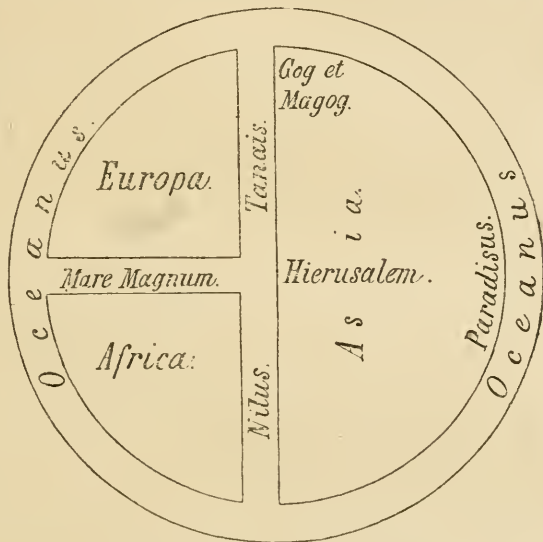 Gog et
Magog.
Oceanus.
Europa.
Tanais.
Asia.
Oceanus
Mare Magnum.
Hierusalem.
Paradisus.
Africa.
Nilus.